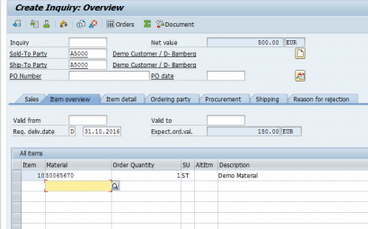 Create Inquiry: Overview
Orders Document
Inquiry Net value 500.00 EUR
Sold-To Party A5000 Demo Customer / D- Bamberg
Ship-To Party A5000 Demo Customer / D- Bamberg
PO Number PO date
Sales Item overview Item detail Ordering party Procurement Shipping Reason for rejection
Valid from Valid to
Req. deliv.date D 31.10.2016 Expect.ord.val. 150.00 EUR
All items
Item Material Order Quantity SU AltItm Description
10 50065670 1 ST Demo Material